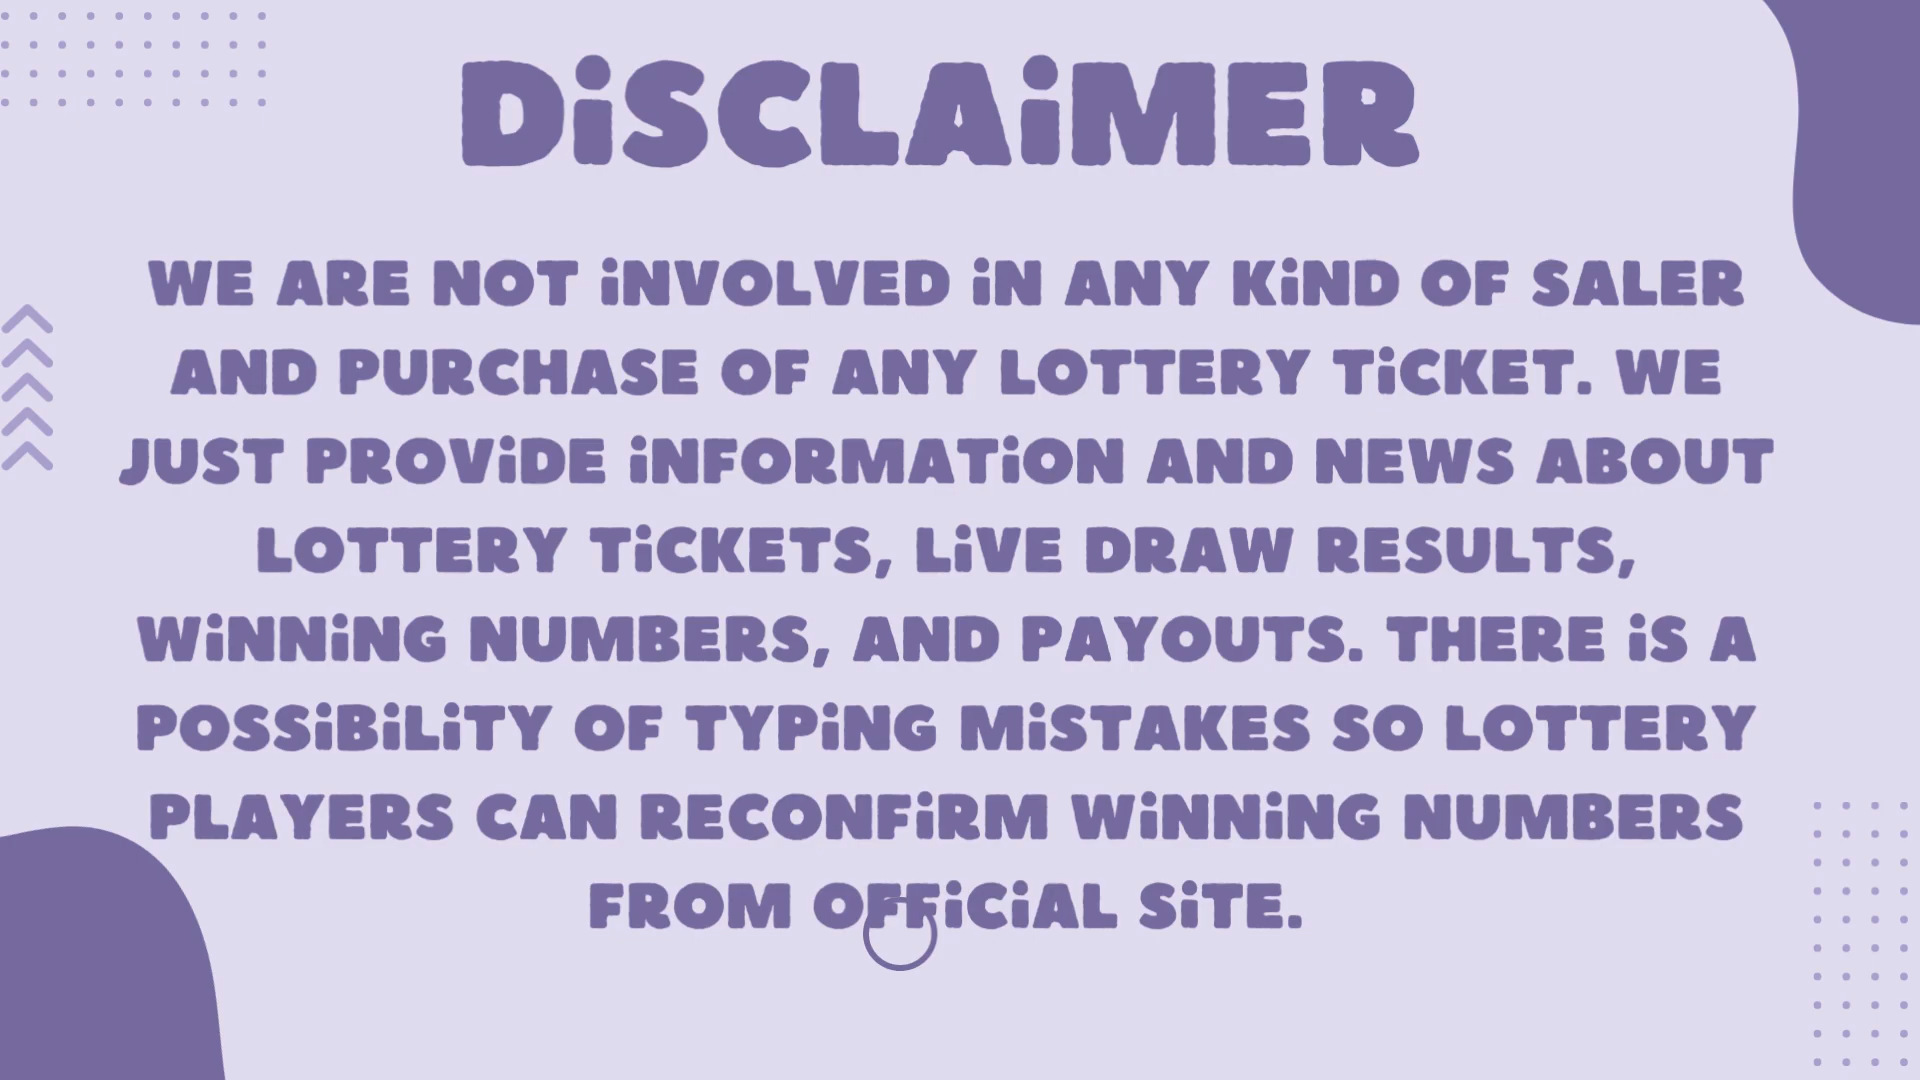 DiSCLAiMER
WE ARE NOT iNVOLVED iN ANY KiND OF SALER
AND PURCHASE OF ANY LOTTERY TiCKET. WE
JUST PROViDE iNFORMATiON AND NEWS ABOUT
LOTTERY TiCKETS, LiVE DRAW RESULTS,
WiNNiNG NUMBERS, AND PAYOUTS. THERE iS A
POSSiBiLiTY OF TYPiNG MiSTAKES SO LOTTERY
PLAYERS CAN RECONFiRM WiNNiNG NUMBERS
FROM OFFiCiAL SiTE.